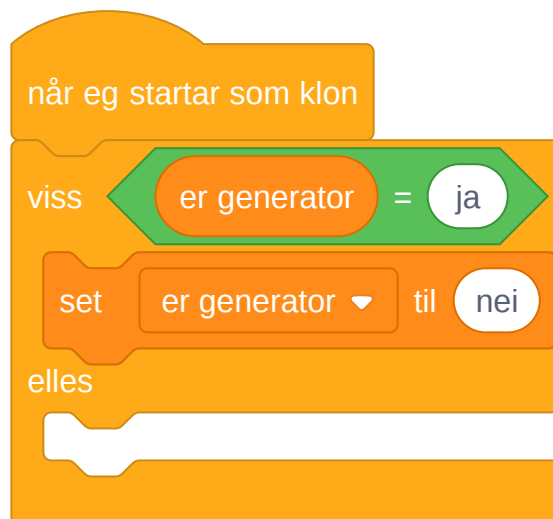 når eg startar som klon
viss er generator = ja
set er generator til nei
elles